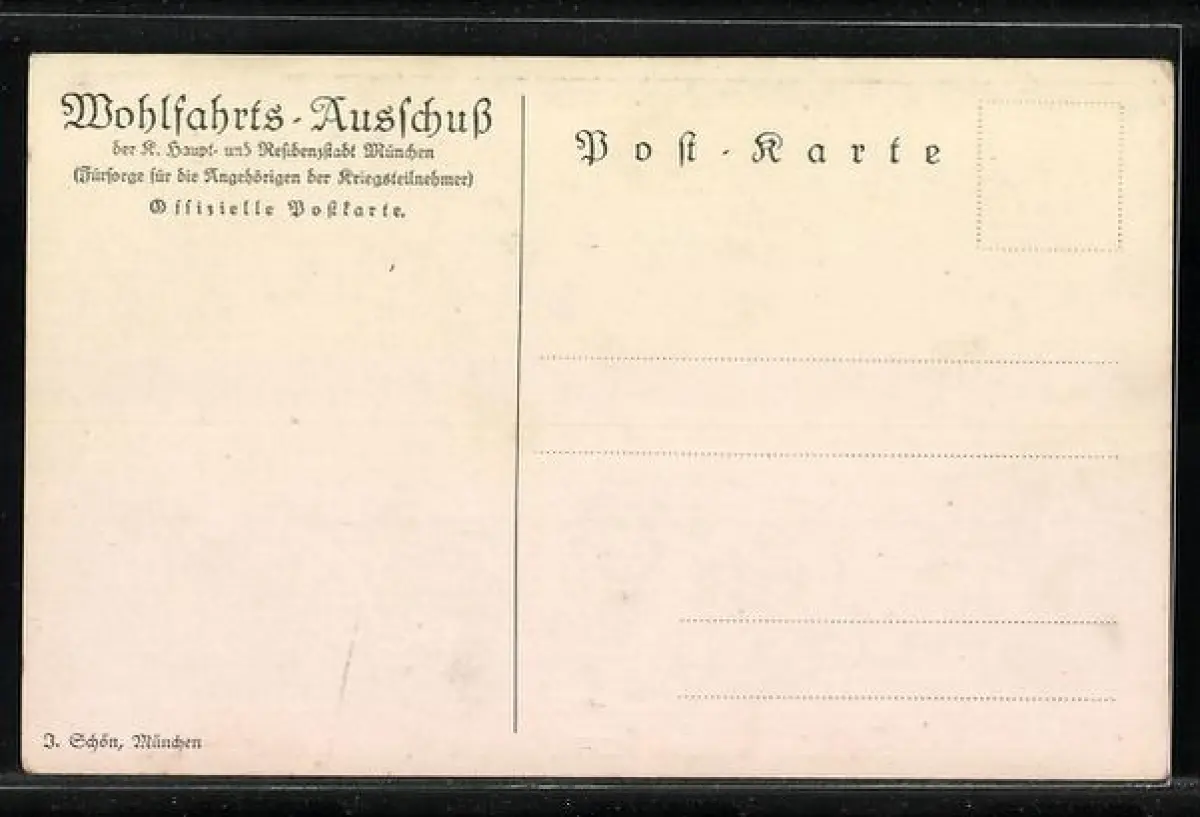 Wohlfahrts-Ausſchuß
der K. Haupt- und Reſidenzſtadt München
(Fürſorge für die Angehörigen der Kriegsteilnehmer)
Offizielle Poſtkarte.
Poſt-Karte
J. Schön, München